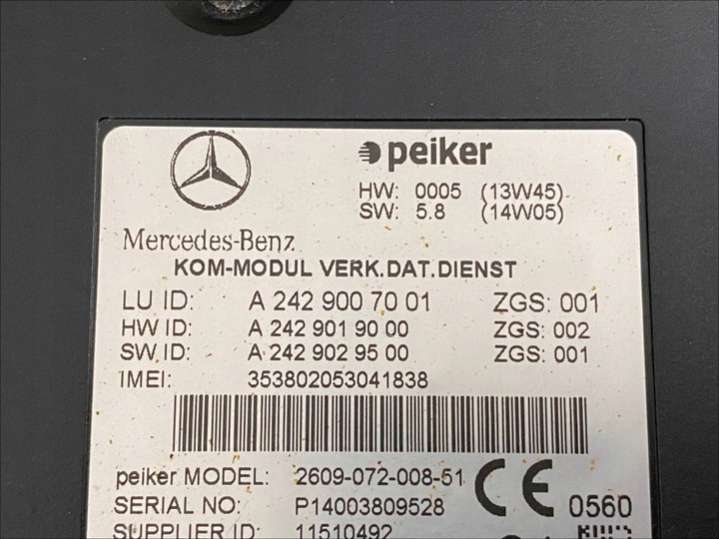 peiker
HW: 0005 (13W45)
SW: 5.8 (14W05)
Mercedes-Benz
KOM-MODUL VERK.DAT.DIENST
LU ID: A 242 900 70 01 ZGS: 001
HW ID: A 242 901 90 00 ZGS: 002
SW ID: A 242 902 95 00 ZGS: 001
IMEI: 353802053041838
peiker MODEL: 2609-072-008-51
CE 0560
SERIAL NO: P14003809528
SUPPLIER ID: 11510492